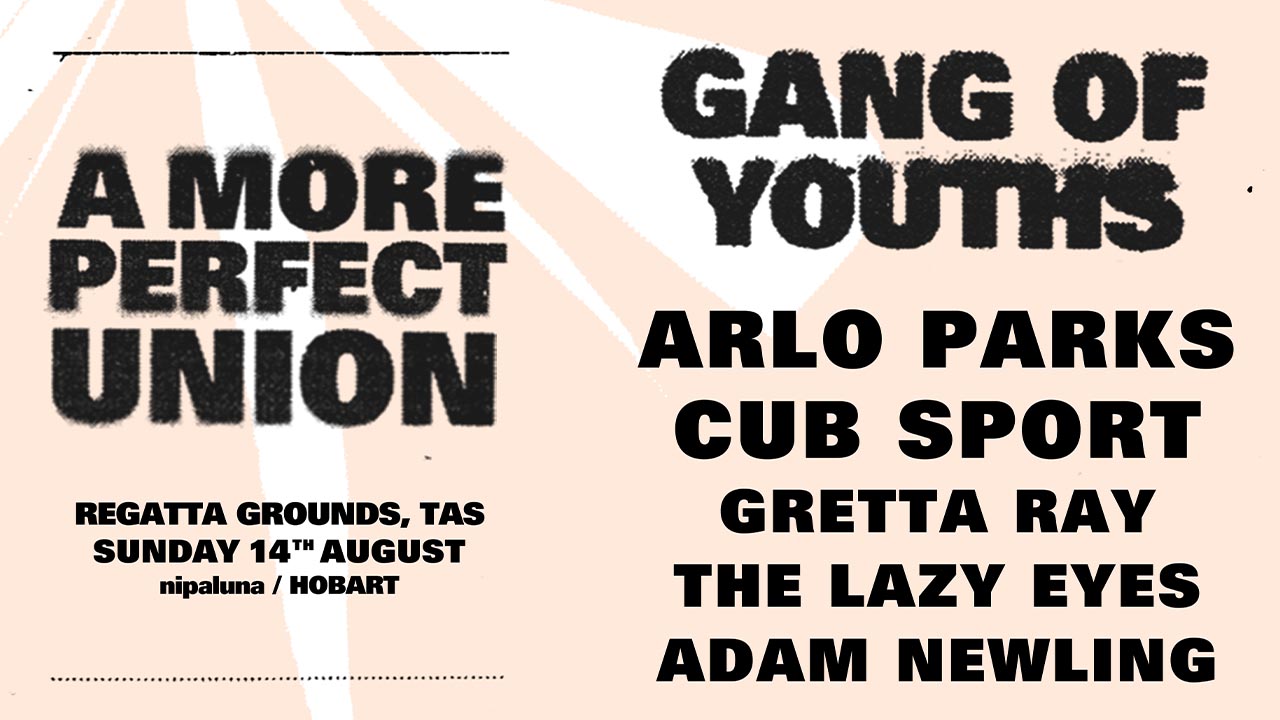 A MORE
PERFECT
UNION
REGATTA GROUNDS, TAS
SUNDAY 14TH AUGUST
nipaluna / HOBART
GANG OF
YOUTHS
ARLO PARKS
CUB SPORT
GRETTA RAY
THE LAZY EYES
ADAM NEWLING